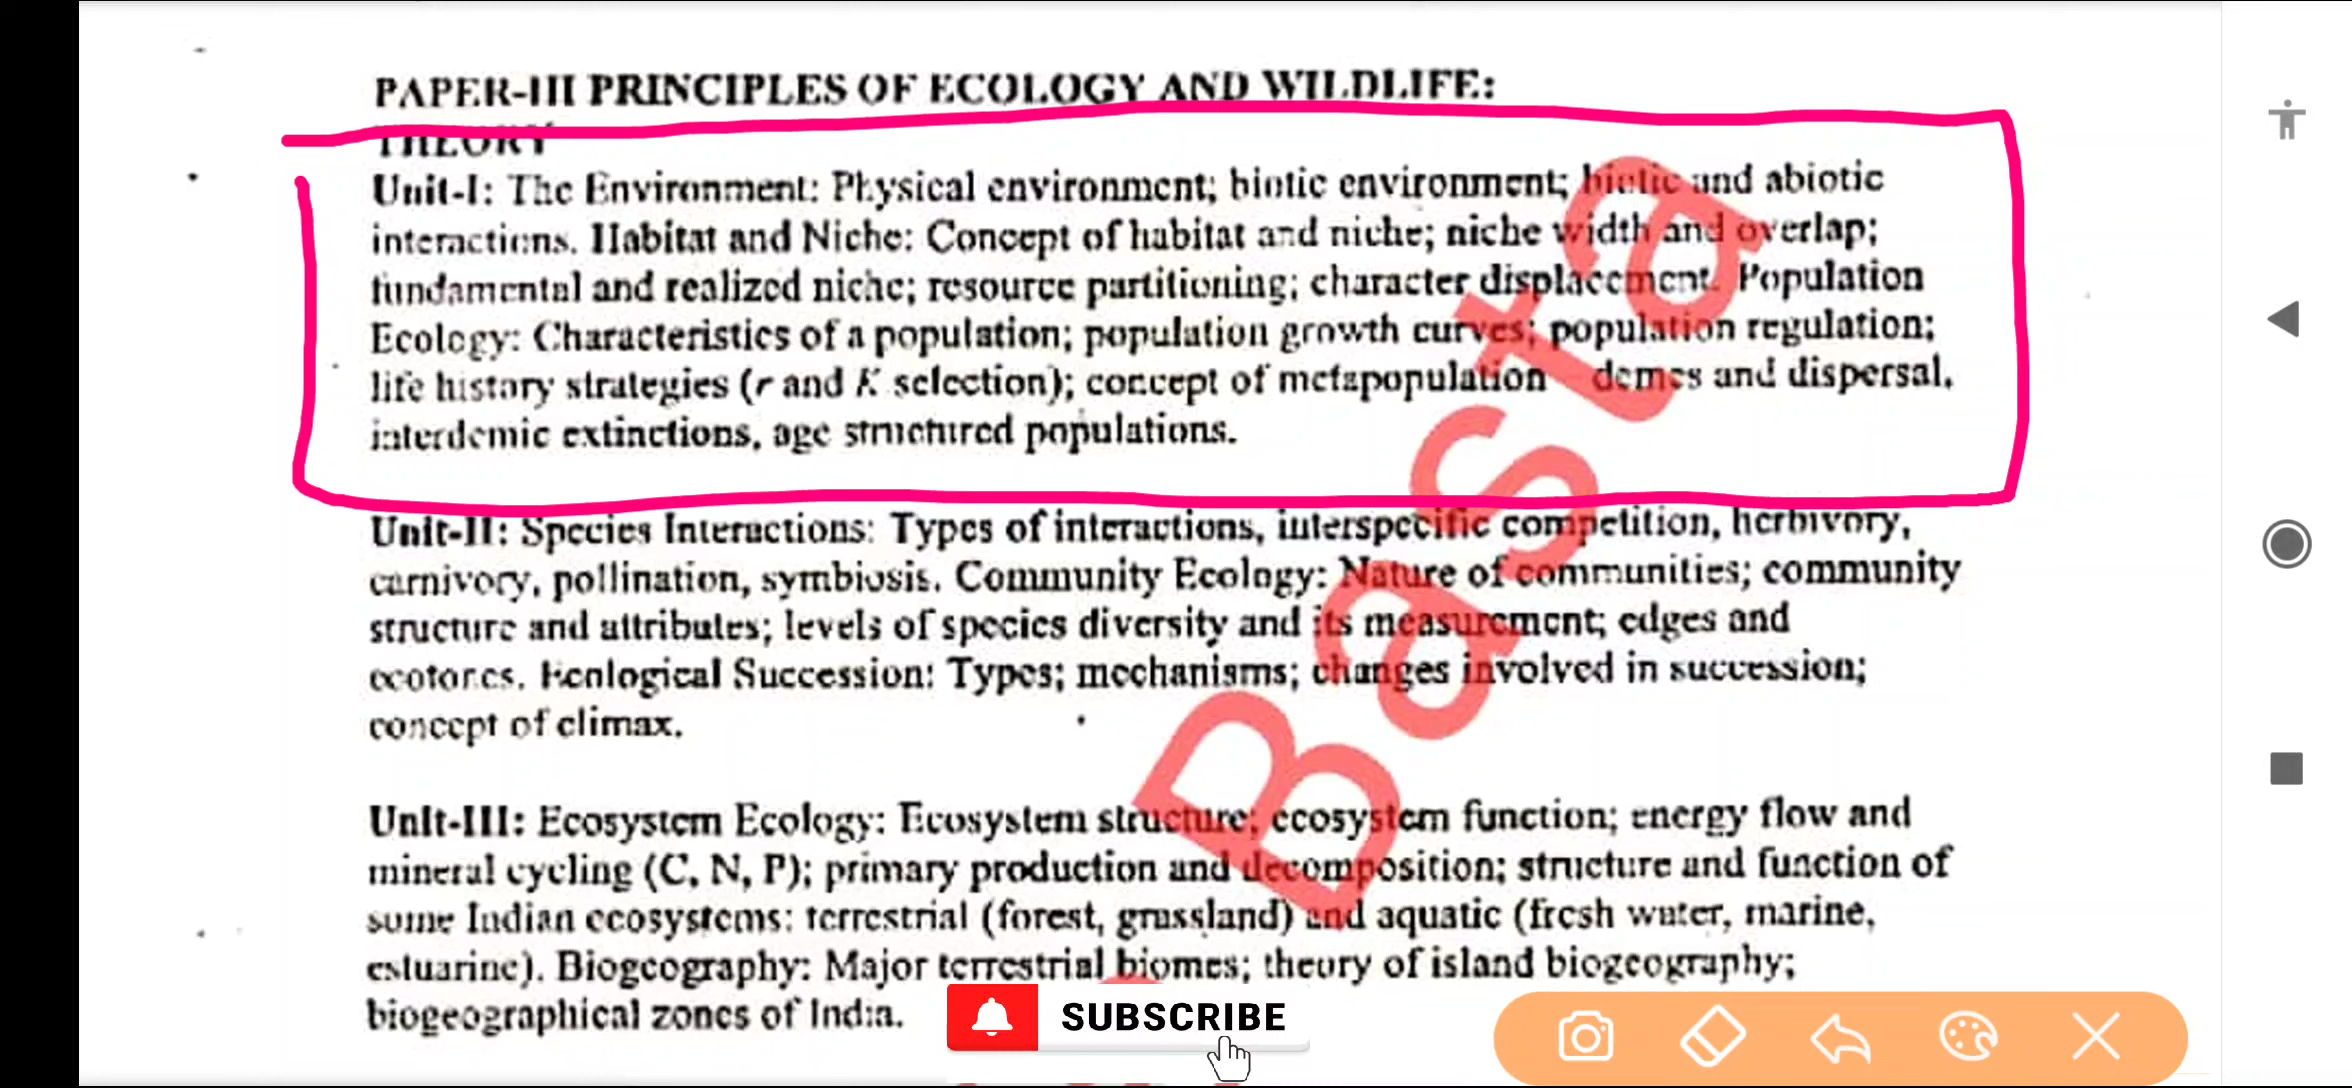 PAPER-III PRINCIPLES OF ECOLOGY AND WILDLIFE:
THEORY
Unit-I: The Environment: Physical environment; biotic environment; biotic and abiotic
interactions. Habitat and Niche: Concept of habitat and niche; niche width and overlap;
fundamental and realized niche; resource partitioning; character displacement. Population
Ecology: Characteristics of a population; population growth curves; population regulation;
life history strategies (r and K selection); concept of metapopulation demes and dispersal,
interdemic extinctions, age structured populations.
Unit-II: Species Interactions: Types of interactions, interspecific competition, herbivory,
carnivory, pollination, symbiosis. Community Ecology: Nature of communities; community
structure and attributes; levels of species diversity and its measurement; edges and
ecotones. Ecological Succession: Types; mechanisms; changes involved in succession;
concept of climax.
Unit-III: Ecosystem Ecology: Ecosystem structure; ecosystem function; energy flow and
mineral cycling (C, N, P); primary production and decomposition; structure and function of
some Indian ecosystems: terrestrial (forest, grassland) and aquatic (fresh water, marine,
estuarine). Biogeography: Major terrestrial biomes; theory of island biogeography;
biogeographical zones of India.
Basta
SUBSCRIBE